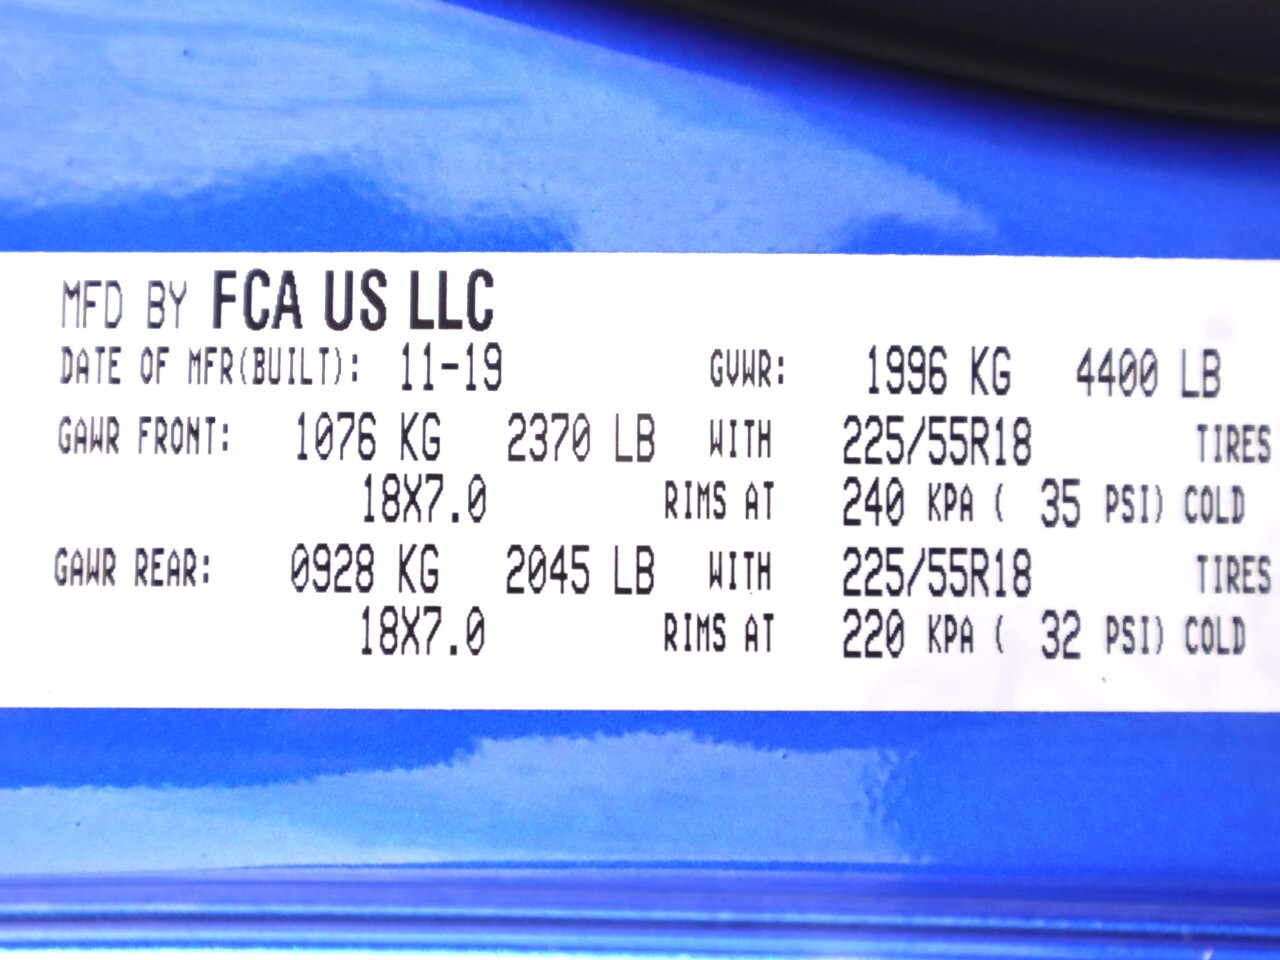 MFD BY FCA US LLC
DATE OF MFR(BUILT): 11-19 GVWR: 1996 KG 4400 LB
GAWR FRONT: 1076 KG 2370 LB WITH 225/55R18 TIRES
18X7.0 RIMS AT 240 KPA ( 35 PSI) COLD
GAWR REAR: 0928 KG 2045 LB WITH 225/55R18 TIRES
18X7.0 RIMS AT 220 KPA ( 32 PSI) COLD